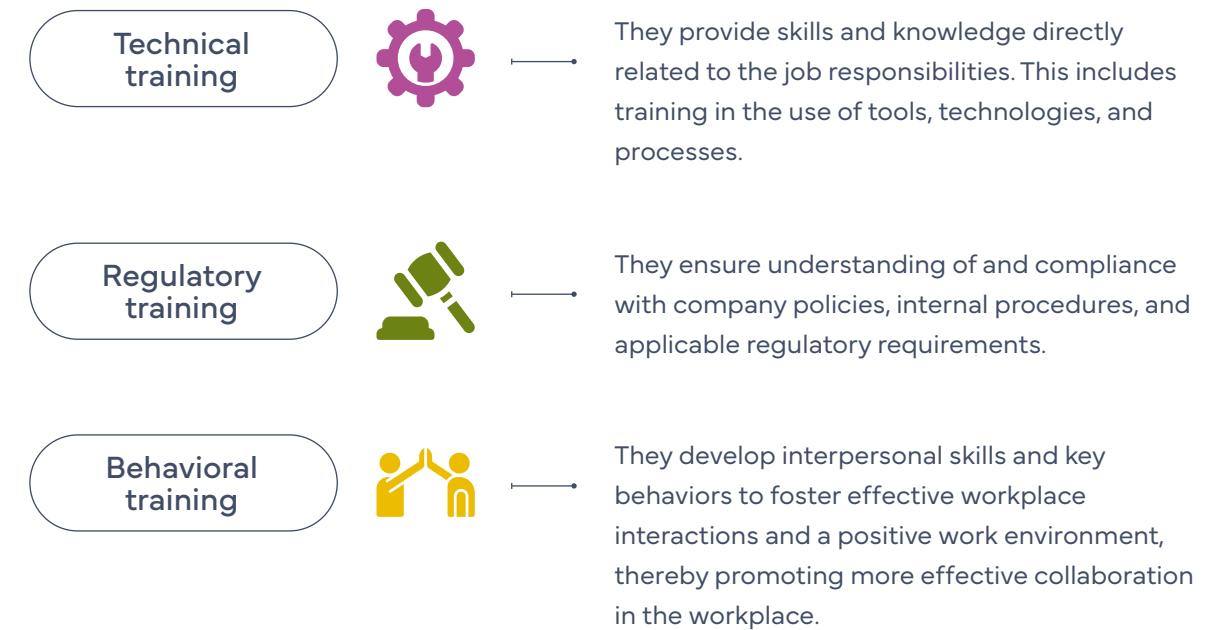 Technical
training
They provide skills and knowledge directly
related to the job responsibilities. This includes
training in the use of tools, technologies, and
processes.
Regulatory
training
They ensure understanding of and compliance
with company policies, internal procedures, and
applicable regulatory requirements.
Behavioral
training
They develop interpersonal skills and key
behaviors to foster effective workplace
interactions and a positive work environment,
thereby promoting more effective collaboration
in the workplace.